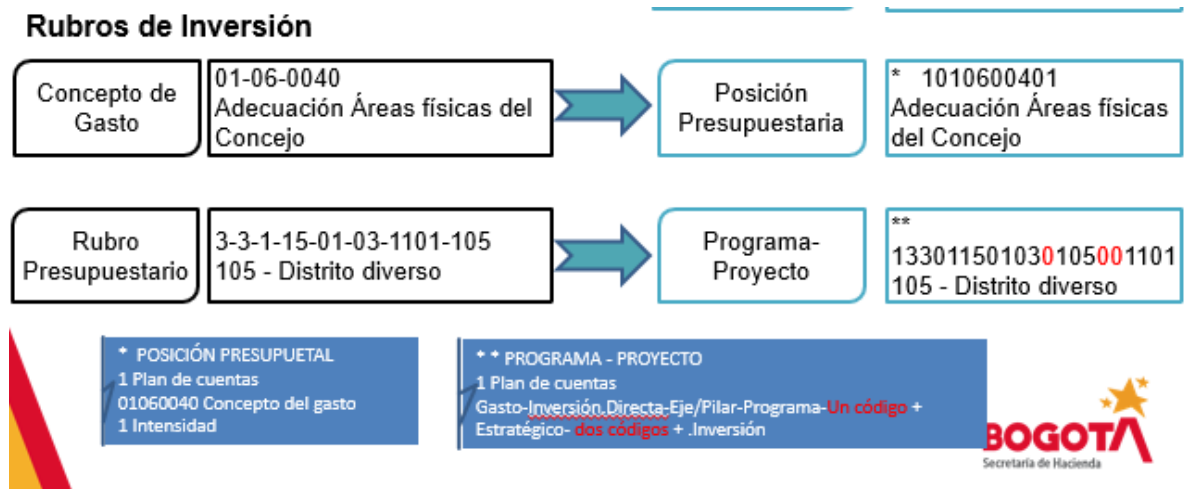 Rubros de Inversión
Concepto de
Gasto
01-06-0040
Adecuación Áreas físicas del
Concejo
Posición
Presupuestaria
* 1010600401
Adecuación Áreas físicas
del Concejo
Rubro
Presupuestario
3-3-1-15-01-03-1101-105
105 - Distrito diverso
Programa-
Proyecto
**
133011501030105001101
105 - Distrito diverso
* POSICIÓN PRESUPUETAL
1 Plan de cuentas
01060040 Concepto del gasto
1 Intensidad
* * PROGRAMA - PROYECTO
1 Plan de cuentas
Gasto-Inversión.Directa-Eje/Pilar-Programa-Un código +
Estratégico- dos códigos + .Inversión
BOGOTÁ
Secretaría de Hacienda